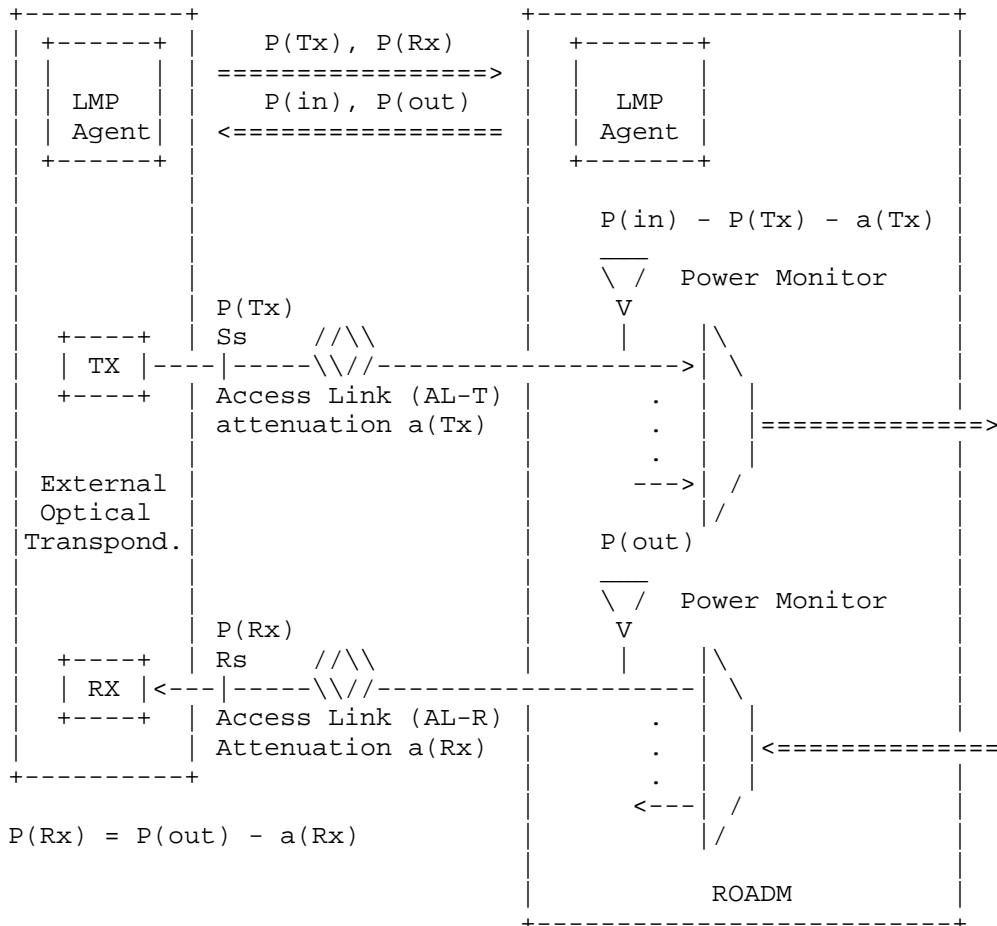 P(Tx), P(Rx)
LMP
Agent
P(in), P(out)
LMP
Agent
P(in) - P(Tx) - a(Tx)
Power Monitor
P(Tx)
Ss
TX
Access Link (AL-T)
attenuation a(Tx)
External
Optical
Transpond.
P(out)
Power Monitor
P(Rx)
Rs
RX
Access Link (AL-R)
Attenuation a(Rx)
P(Rx) = P(out) - a(Rx)
ROADM